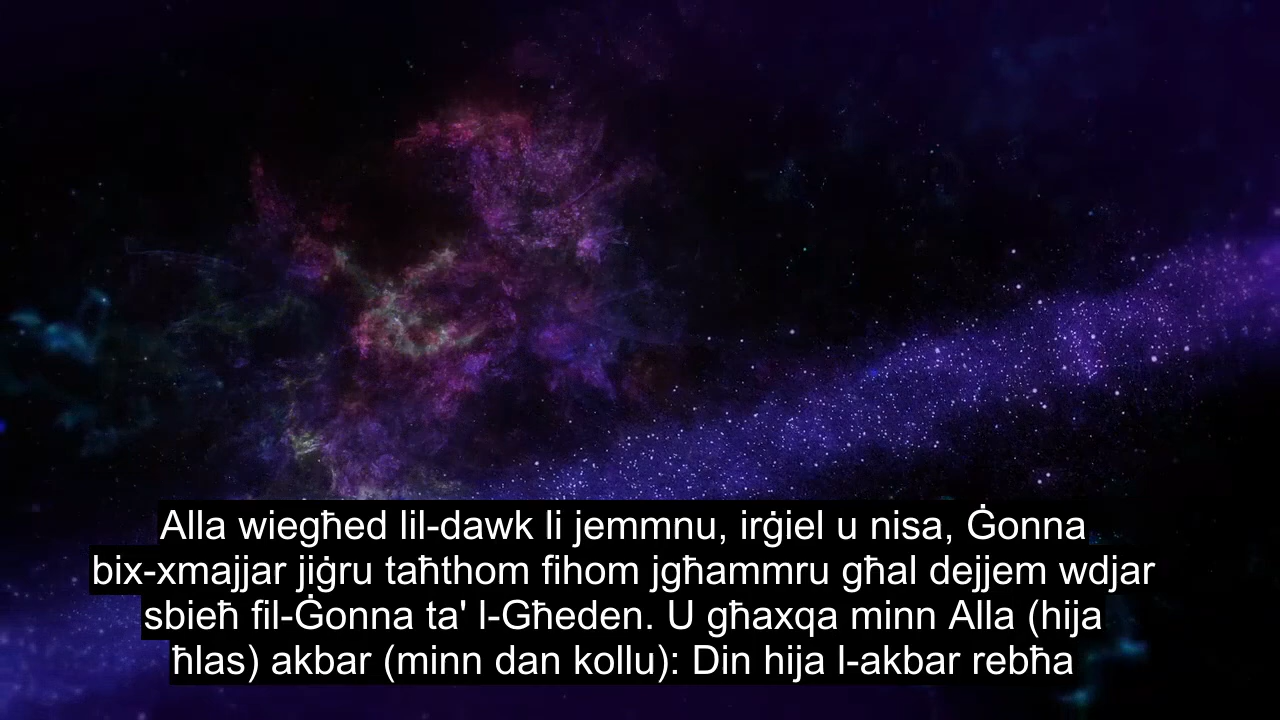 Alla wiegħed lil-dawk li jemmnu, irġiel u nisa, Ġonna
bix-xmajjar jiġru taħthom fihom jgħammru għal dejjem wdjar
sbieħ fil-Ġonna ta' l-Għeden. U għaxqa minn Alla (hija
ħlas) akbar (minn dan kollu): Din hija l-akbar rebħa